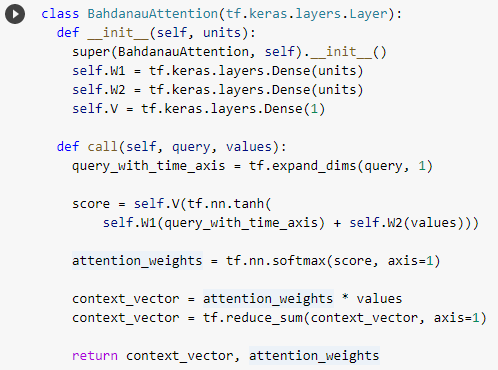 class BahdanauAttention(tf.keras.layers.Layer):
  def __init__(self, units):
    super(BahdanauAttention, self).__init__()
    self.W1 = tf.keras.layers.Dense(units)
    self.W2 = tf.keras.layers.Dense(units)
    self.V = tf.keras.layers.Dense(1)

  def call(self, query, values):
    query_with_time_axis = tf.expand_dims(query, 1)

    score = self.V(tf.nn.tanh(
        self.W1(query_with_time_axis) + self.W2(values)))

    attention_weights = tf.nn.softmax(score, axis=1)

    context_vector = attention_weights * values
    context_vector = tf.reduce_sum(context_vector, axis=1)

    return context_vector, attention_weights